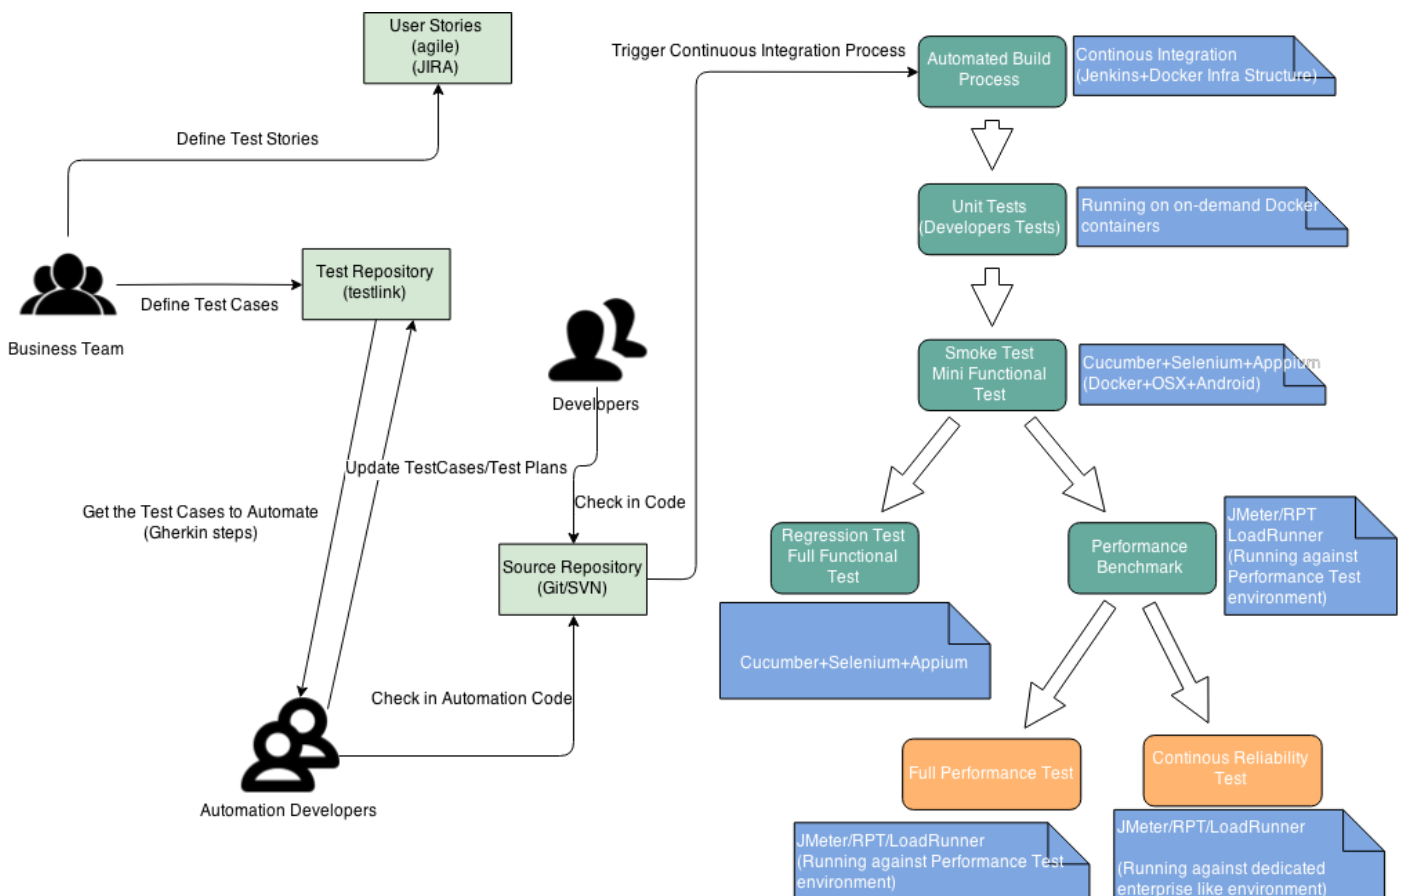 User Stories
(agile)
(JIRA)
Define Test Stories
Business Team
Define Test Cases
Test Repository
(testlink)
Developers
Update TestCases/Test Plans
Get the Test Cases to Automate
(Gherkin steps)
Check in Code
Source Repository
(Git/SVN)
Check in Automation Code
Automation Developers
Trigger Continuous Integration Process
Automated Build
Process
Continous Integration
(Jenkins+Docker Infra Structure)
Unit Tests
(Developers Tests)
Running on on-demand Docker
containers
Smoke Test
Mini Functional
Test
Cucumber+Selenium+Apppium
(Docker+OSX+Android)
Regression Test
Full Functional
Test
Cucumber+Selenium+Appium
Performance
Benchmark
JMeter/RPT
LoadRunner
(Running against
Performance Test
environment)
Full Performance Test
JMeter/RPT/LoadRunner
(Running against Performance Test
environment)
Continous Reliability
Test
JMeter/RPT/LoadRunner
(Running against dedicated
enterprise like environment)